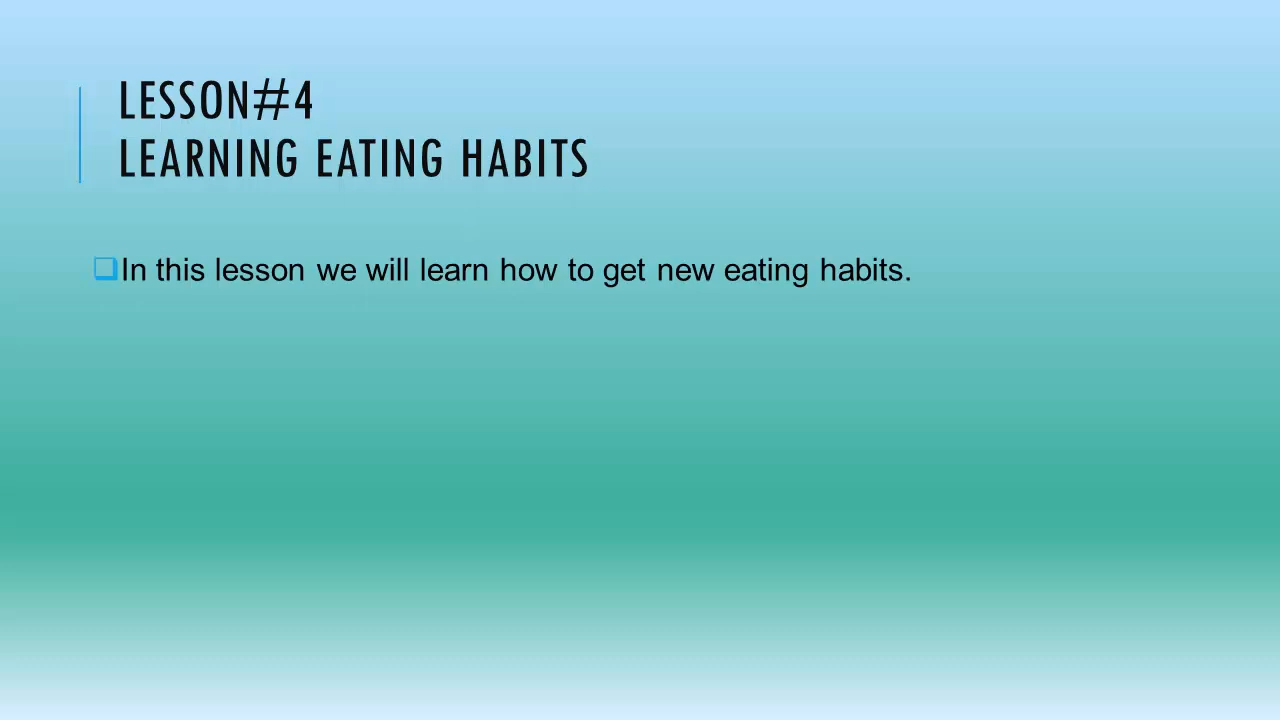 LESSON#4
LEARNING EATING HABITS
In this lesson we will learn how to get new eating habits.